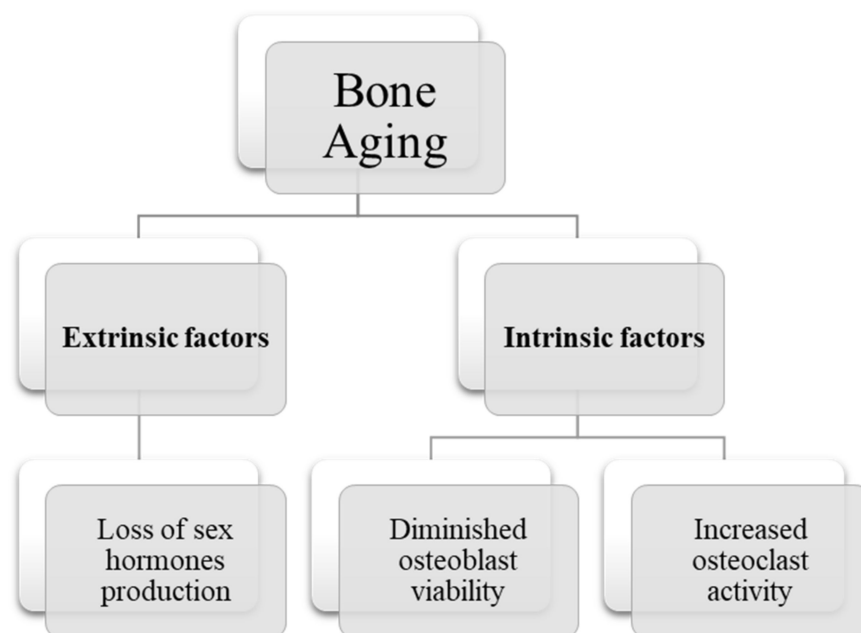 Bone
Aging
Extrinsic factors
Intrinsic factors
Loss of sex
hormones
production
Diminished
osteoblast
viability
Increased
osteoclast
activity